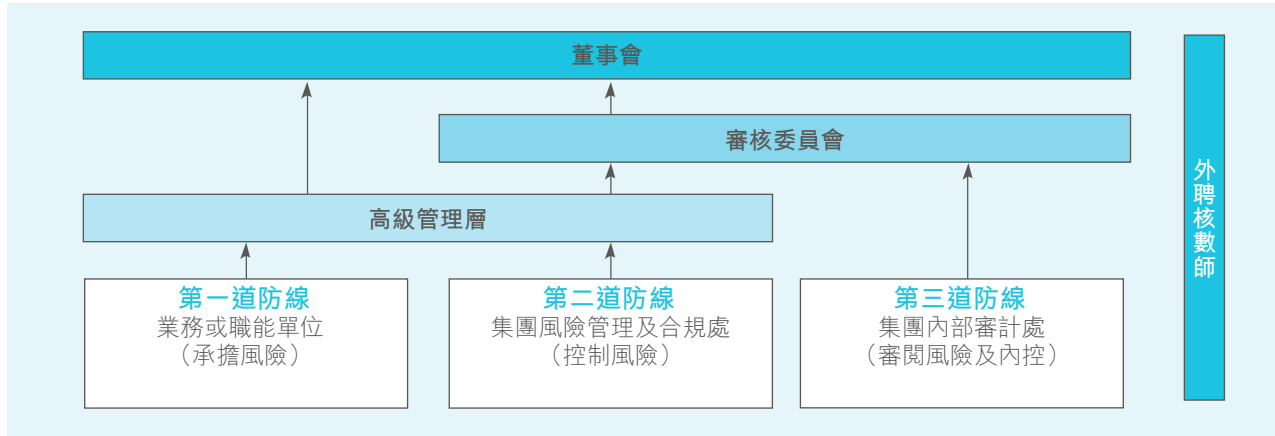 董事會
審核委員會
高級管理層
第一道防線
業務或職能單位
（承擔風險）
第二道防線
集團風險管理及合規處
（控制風險）
第三道防線
集團內部審計處
（審閱風險及內控）
外聘核數師